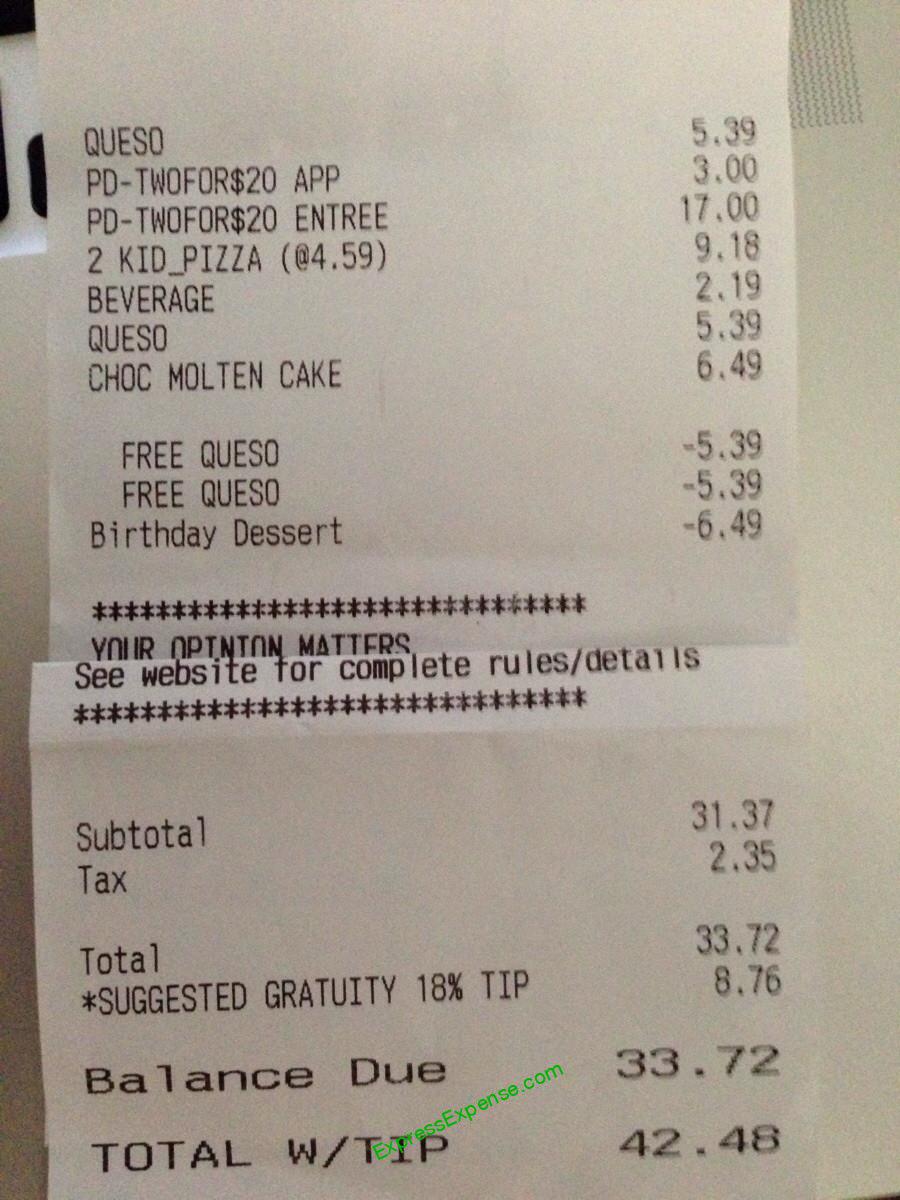 QUESO 5.39
PD-TWOFOR$20 APP 3.00
PD-TWOFOR$20 ENTREE 17.00
2 KID_PIZZA (@4.59) 9.18
BEVERAGE 2.19
QUESO 5.39
CHOC MOLTEN CAKE 6.49
FREE QUESO -5.39
FREE QUESO -5.39
Birthday Dessert -6.49
*******************************
YOUR OPINION MATTERS
See website for complete rules/details
*******************************
Subtotal 31.37
Tax 2.35
Total 33.72
*SUGGESTED GRATUITY 18% TIP 8.76
Balance Due 33.72
ExpressExpense.com
TOTAL W/TIP 42.48